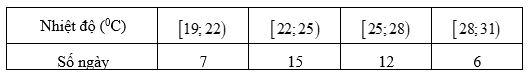 Nhiệt độ (⁰C) [19; 22) [22; 25) [25; 28) [28; 31)
Số ngày 7 15 12 6